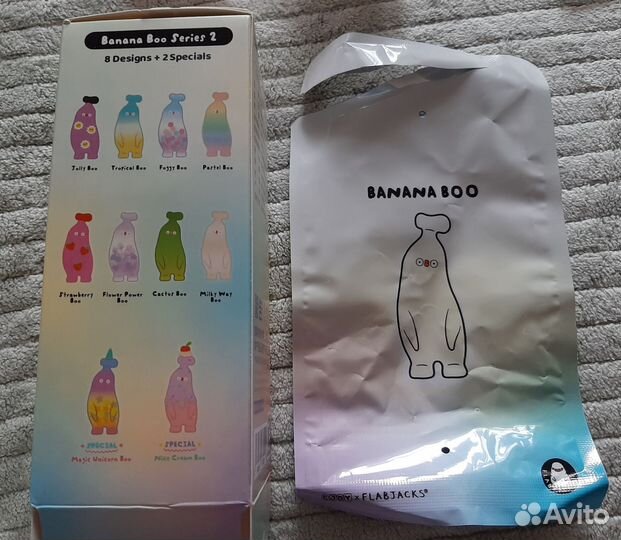 Banana Boo Series 2
8 Designs + 2 Specials
Jolly Boo
Tropical Boo
Foggy Boo
Pastel Boo
Strawberry Boo
Flower Power Boo
Cactus Boo
Milky Way Boo
SPECIAL
Magic Unicorn Boo
SPECIAL
Nice Cream Boo
BANANA BOO
x FLABJACKS®
Avito